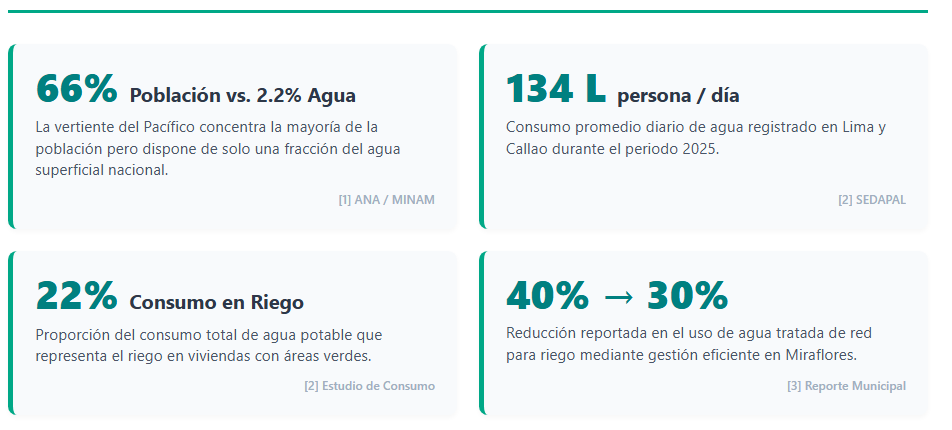 66% Población vs. 2.2% Agua
La vertiente del Pacífico concentra la mayoría de la
población pero dispone de solo una fracción del agua
superficial nacional.
[1] ANA / MINAM
134 L persona / día
Consumo promedio diario de agua registrado en Lima y
Callao durante el periodo 2025.
[2] SEDAPAL
22% Consumo en Riego
Proporción del consumo total de agua potable que
representa el riego en viviendas con áreas verdes.
[2] Estudio de Consumo
40% → 30%
Reducción reportada en el uso de agua tratada de red
para riego mediante gestión eficiente en Miraflores.
[3] Reporte Municipal